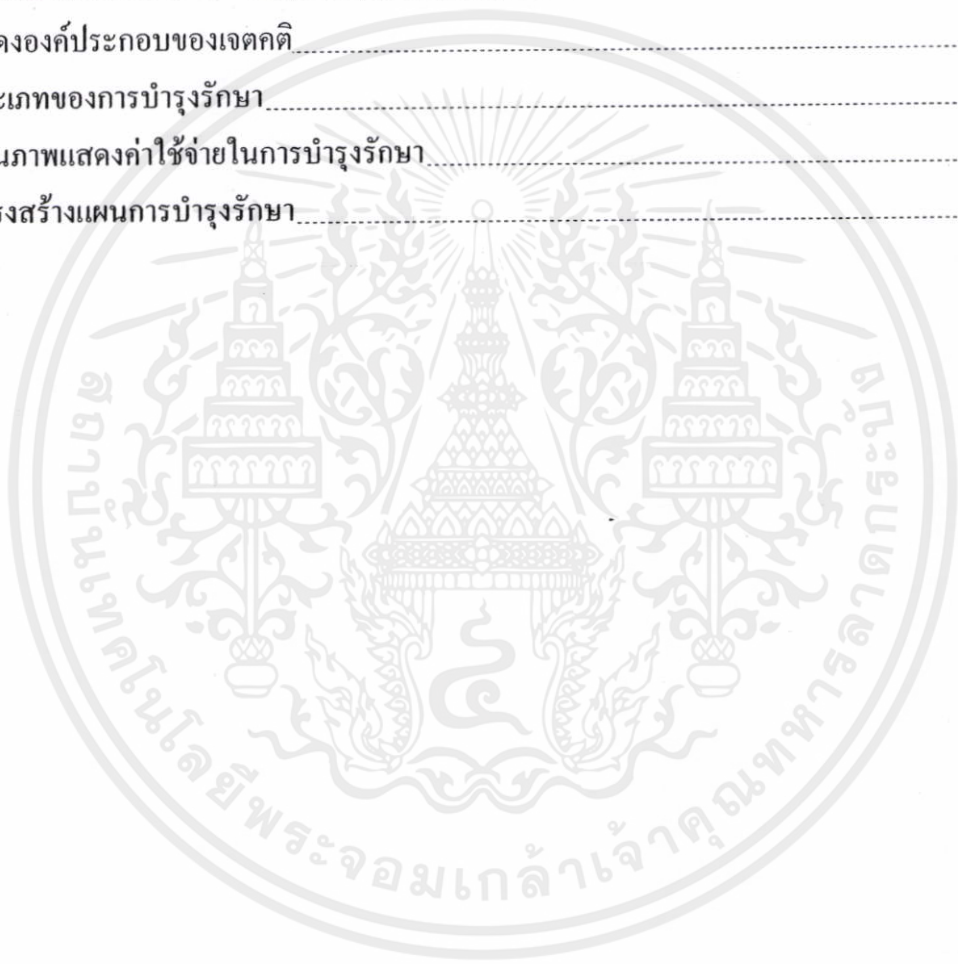 ดงองค์ประกอบของเจตคติ
ะเภทของการบำรุงรักษา
นภาพแสดงค่าใช้จ่ายในการบำรุงรักษา
รงสร้างแผนการบำรุงรักษา
สถาบันเทคโนโลยีพระจอมเกล้าเจ้าคุณทหารลาดกระบัง